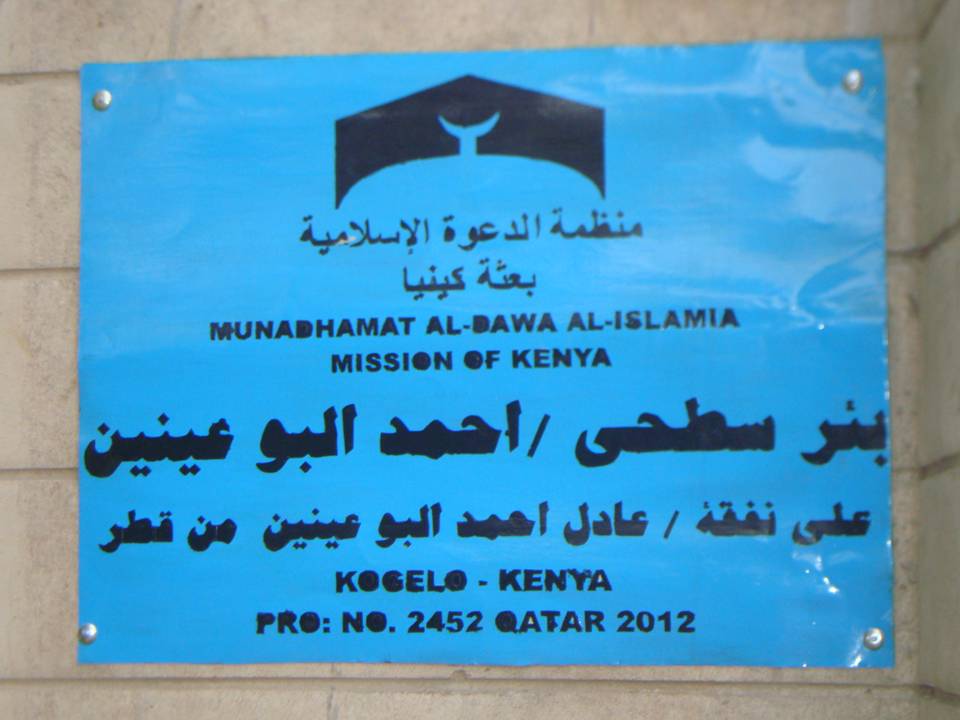 منظمة الدعوة الإسلامية
بعثة كينيا
MUNADHAMAT AL-DAWA AL-ISLAMIA
MISSION OF KENYA
بئر سطحى / احمد البو عينين
على نفقة / عادل احمد البو عينين من قطر
KOGELO - KENYA
PRO: NO. 2452 QATAR 2012